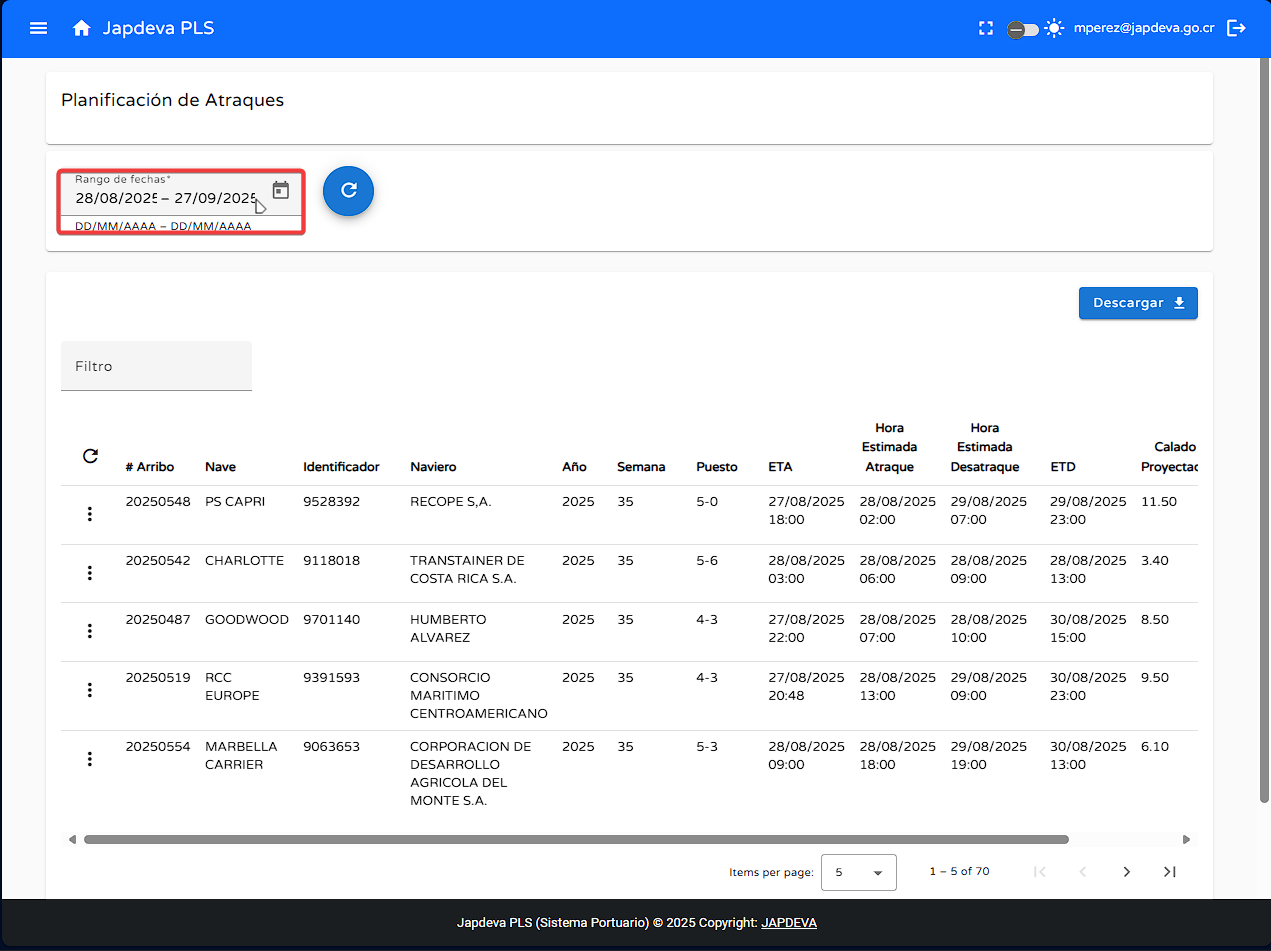 Japdeva PLS
mperez@japdeva.go.cr
Planificación de Atraques
Rango de fechas*
28/08/2025 – 27/09/2025
DD/MM/AAAA – DD/MM/AAAA
Descargar
Filtro
# Arribo Nave Identificador Naviero Año Semana Puesto ETA Hora Estimada Atraque Hora Estimada Desatraque ETD Calado Proyectac
20250548 PS CAPRI 9528392 RECOPE S,A. 2025 35 5-0 27/08/2025 28/08/2025 29/08/2025 29/08/2025 11.50
18:00 02:00 07:00 23:00
20250542 CHARLOTTE 9118018 TRANSTAINER DE 2025 35 5-6 28/08/2025 28/08/2025 28/08/2025 28/08/2025 3.40
COSTA RICA S.A. 03:00 06:00 09:00 13:00
20250487 GOODWOOD 9701140 HUMBERTO 2025 35 4-3 27/08/2025 28/08/2025 28/08/2025 30/08/2025 8.50
ALVAREZ 22:00 07:00 10:00 15:00
20250519 RCC 9391593 CONSORCIO 2025 35 4-3 27/08/2025 28/08/2025 29/08/2025 30/08/2025 9.50
EUROPE MARITIMO 20:48 13:00 09:00 23:00
CENTROAMERICANO
20250554 MARBELLA 9063653 CORPORACION DE 2025 35 5-3 28/08/2025 28/08/2025 29/08/2025 30/08/2025 6.10
CARRIER DESARROLLO 09:00 18:00 19:00 13:00
AGRICOLA DEL
MONTE S.A.
Items per page: 5 1 – 5 of 70
Japdeva PLS (Sistema Portuario) © 2025 Copyright: JAPDEVA